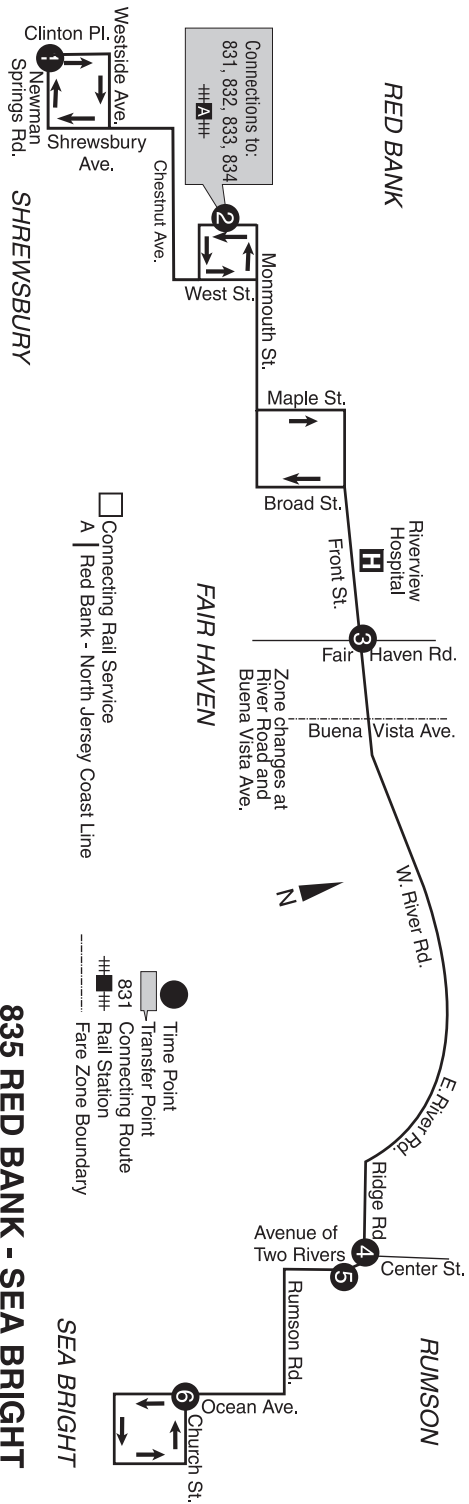 RED BANK
Connections to:
831, 832, 833, 834
A
Clinton Pl.
Westside Ave.
1
Newman
Springs Rd.
Shrewsbury
Ave.
SHREWSBURY
Chestnut Ave.
2
West St.
Monmouth St.
Maple St.
Broad St.
Riverview
Hospital
H
Front St.
3
Fair Haven Rd.
FAIR HAVEN
Buena Vista Ave.
Zone changes at
River Road and
Buena Vista Ave.
W. River Rd.
N
E. River Rd.
Ridge Rd
4
Center St.
Avenue of
Two Rivers
5
RUMSON
Rumson Rd.
Ocean Ave.
6
Church St.
SEA BRIGHT
Connecting Rail Service
A | Red Bank - North Jersey Coast Line
Time Point
Transfer Point
831 Connecting Route
Rail Station
Fare Zone Boundary
835 RED BANK - SEA BRIGHT